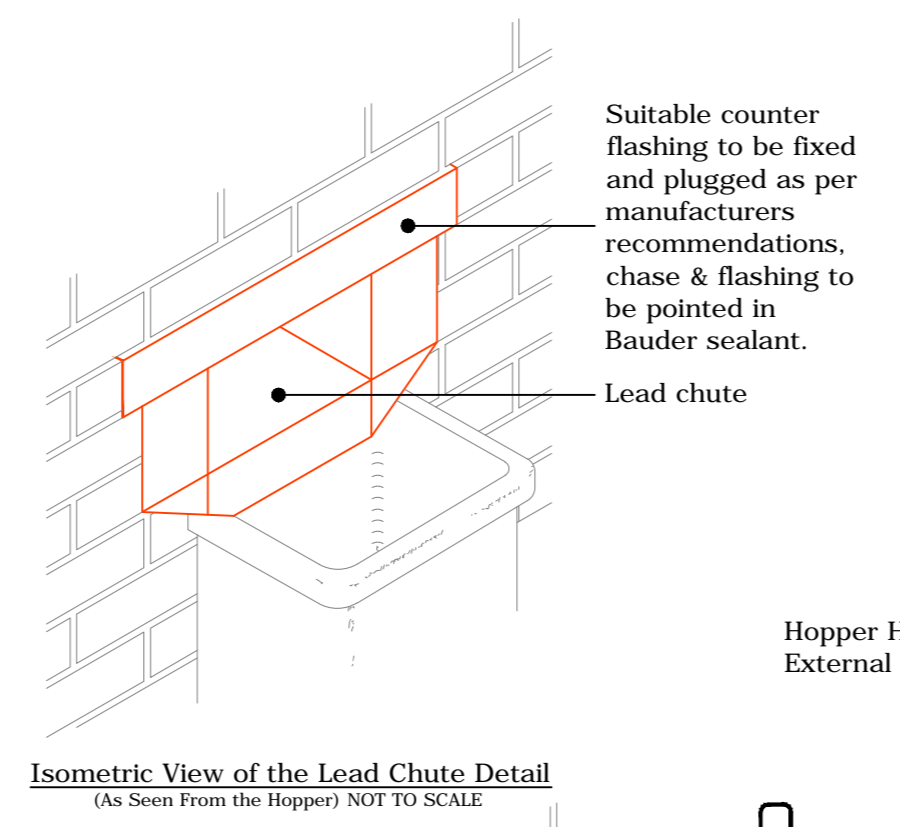 Suitable counter
flashing to be fixed
and plugged as per
manufacturers
recommendations,
chase & flashing to
be pointed in
Bauder sealant.
Lead chute
Hopper H
External
Isometric View of the Lead Chute Detail
(As Seen From the Hopper) NOT TO SCALE